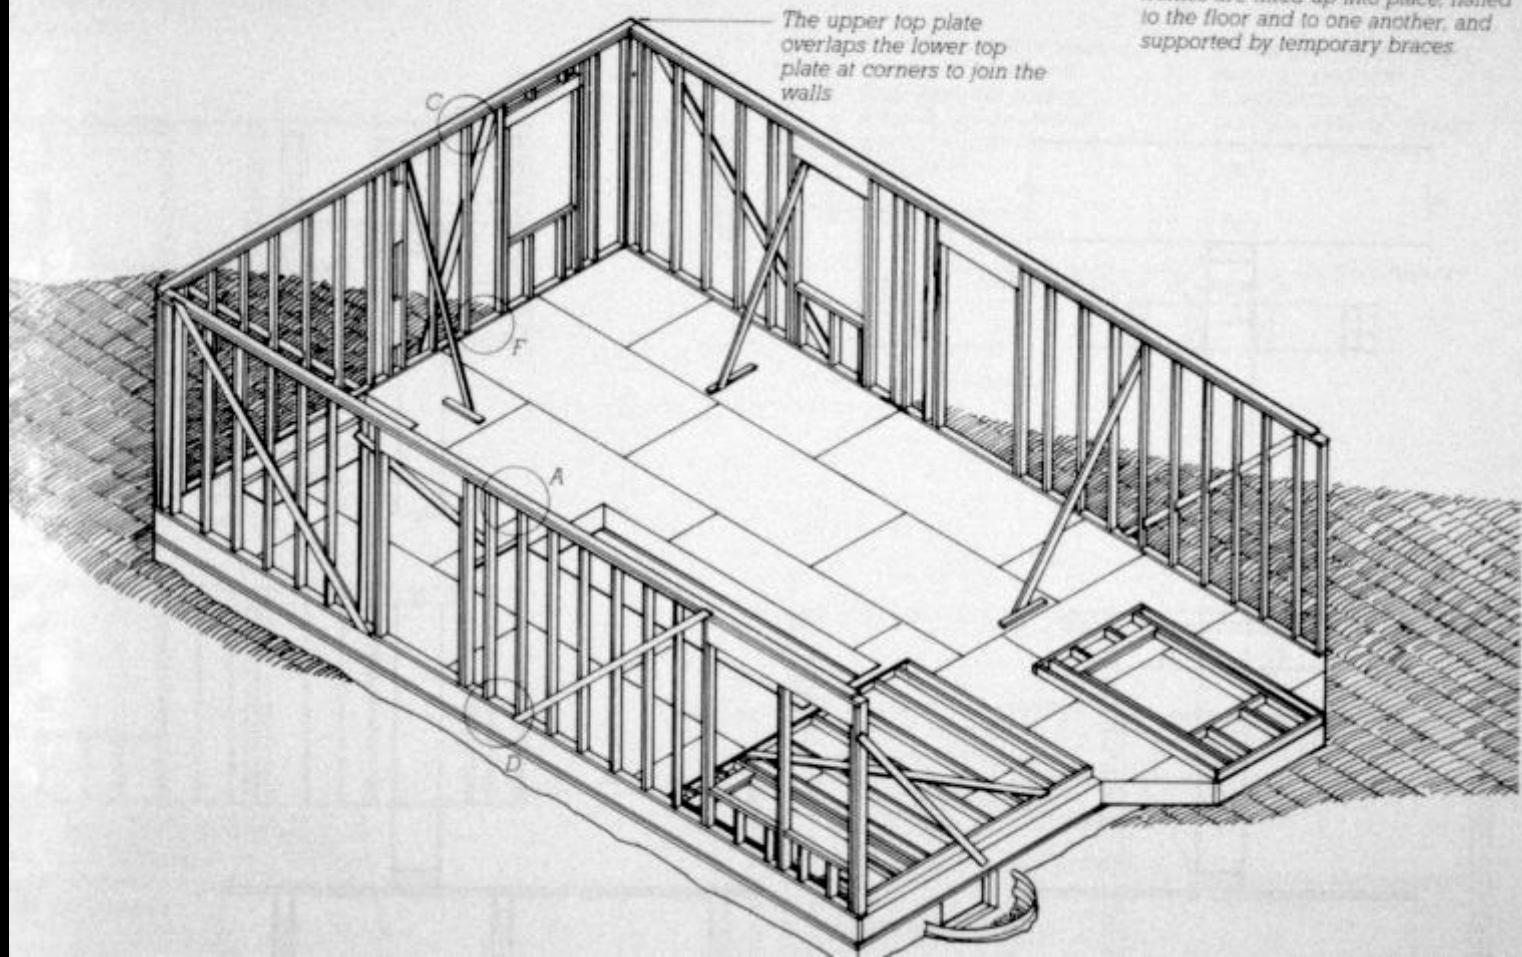 The upper top plate
overlaps the lower top
plate at corners to join the
walls
to the floor and to one another, and
supported by temporary braces.
C
F
A
D